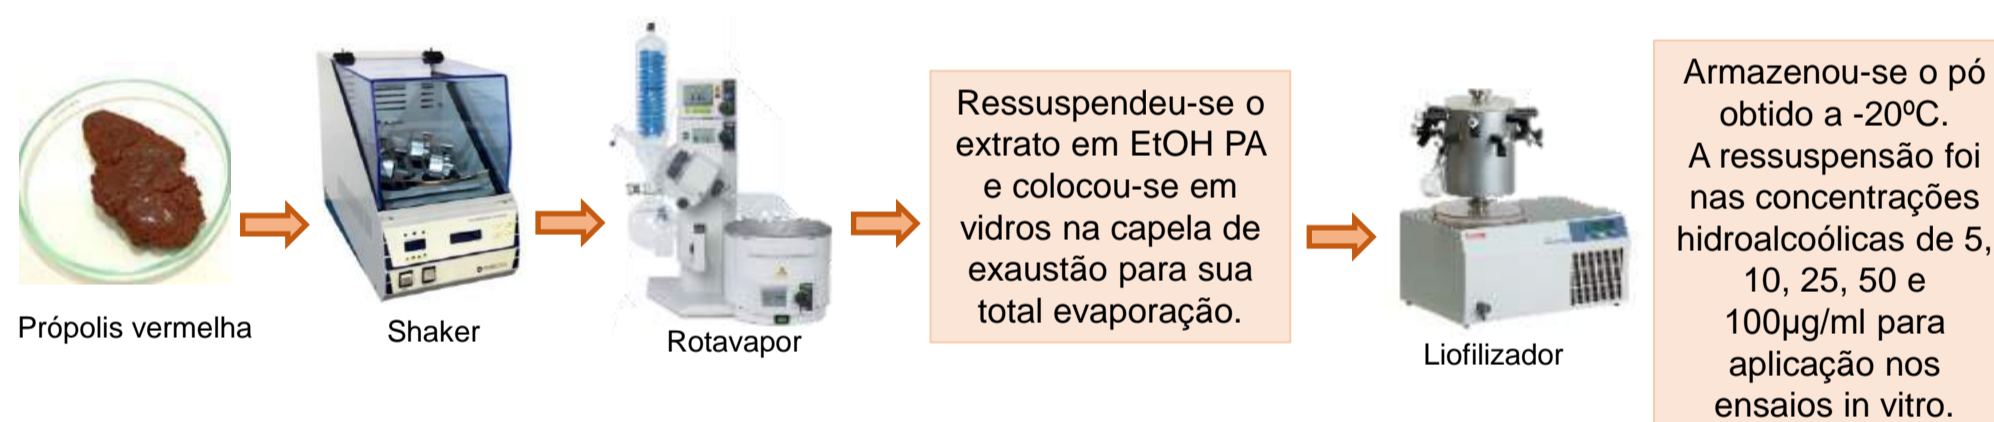 Própolis vermelha
Shaker
Rotavapor
Ressuspendeu-se o
extrato em EtOH PA
e colocou-se em
vidros na capela de
exaustão para sua
total evaporação.
Liofilizador
Armazenou-se o pó
obtido a -20ºC.
A ressuspensão foi
nas concentrações
hidroalcoólicas de 5,
10, 25, 50 e
100µg/ml para
aplicação nos
ensaios in vitro.